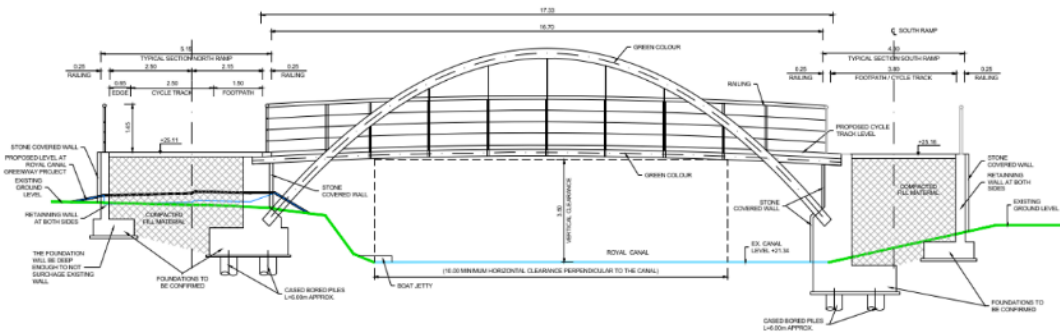 17.33
16.70
GREEN COLOUR
℄ SOUTH RAMP
5.15
TYPICAL SECTION NORTH RAMP
4.30
TYPICAL SECTION SOUTH RAMP
0.25
RAILING
2.50
2.15
0.25
RAILING
0.65
EDGE
2.50
CYCLE TRACK
1.50
FOOTPATH
0.25
RAILING
3.80
FOOTPATH / CYCLE TRACK
0.25
RAILING
RAILING
1.45
+25.11
+25.16
PROPOSED CYCLE
TRACK LEVEL
STONE COVERED WALL
PROPOSED LEVEL AT
ROYAL CANAL
GREENWAY PROJECT
EXISTING
GROUND
LEVEL
RETAINING WALL
AT BOTH SIDES
COMPACTED
FILL MATERIAL
STONE
COVERED WALL
GREEN COLOUR
3.50
VERTICAL CLEARANCE
STONE
COVERED WALL
COMPACTED
FILL MATERIAL
STONE
COVERED WALL
RETAINING
WALL AT BOTH
SIDES
EXISTING
GROUND LEVEL
THE FOUNDATION
WILL BE DEEP
ENOUGH TO NOT
SURCHAGE EXISTING
WALL
FOUNDATIONS TO
BE CONFIRMED
CASED BORED PILES
L=6.00m APPROX.
BOAT JETTY
ROYAL CANAL
EX. CANAL
LEVEL +21.34
(10.00 MINIMUM HORIZONTAL CLEARANCE PERPENDICULAR TO THE CANAL)
CASED BORED PILES
L=6.00m APPROX.
FOUNDATIONS TO
BE CONFIRMED